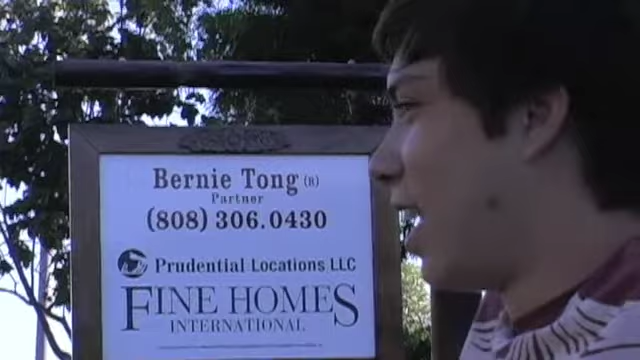 Bernie Tong (R)
Partner
(808) 306.0430
Prudential Locations LLC
FINE HOMES
INTERNATIONAL